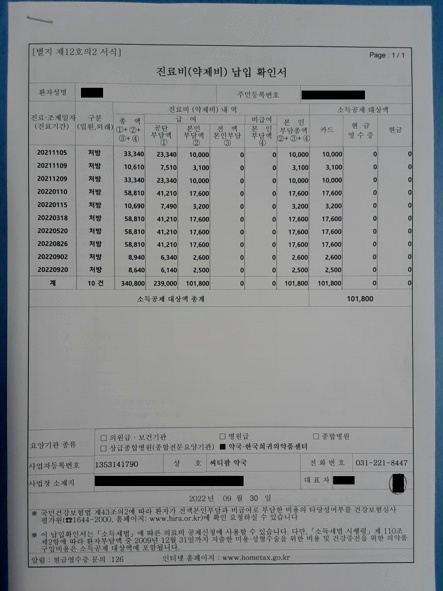 [별지 제12호의2 서식]
Page : 1 / 1
진료비(약제비) 납입 확인서
환자성명 주민등록번호
진료·조제일자 (진료기간) 구분 (입원,외래) 진료비 (약제비) 내역 소득공제 대상액
총 액 ①+②+③+④ 급 여 비급여 본 인 부담총액 ②+③+④ 카드 현 금 영 수 증 현금
공단 부담액 ① 본인 부담액 ② 전 액 본인부담 ③ 본 인 부담액 ④
20211105 처방 33,340 23,340 10,000 0 0 10,000 10,000 0 0
20211109 처방 10,610 7,510 3,100 0 0 3,100 3,100 0 0
20211209 처방 33,340 23,340 10,000 0 0 10,000 10,000 0 0
20220110 처방 58,810 41,210 17,600 0 0 17,600 17,600 0 0
20220115 처방 10,690 7,490 3,200 0 0 3,200 3,200 0 0
20220318 처방 58,810 41,210 17,600 0 0 17,600 17,600 0 0
20220520 처방 58,810 41,210 17,600 0 0 17,600 17,600 0 0
20220826 처방 58,810 41,210 17,600 0 0 17,600 17,600 0 0
20220902 처방 8,940 6,340 2,600 0 0 2,600 2,600 0 0
20220920 처방 8,640 6,140 2,500 0 0 2,500 2,500 0 0
계 10 건 340,800 239,000 101,800 0 0 101,800 101,800 0 0
소득공제 대상액 총계 101,800
요양기관 종류 □ 의원급·보건기관 □ 병원급 □ 종합병원
□ 상급종합병원(종합전문요양기관) ■ 약국·한국희귀의약품센터
사업자등록번호 1353141790 상 호 씨티팜 약국 전 화 번 호 031-221-8447
사업장 소재지 대 표 자
2022년 09 월 30 일
※ 국민건강보험법 제43조의2에 따라 환자가 전액본인부담과 비급여로 부담한 비용의 타당성여부를 건강보험심사
평가원(☎1644-2000, 홈페이지: www.hira.or.kr)에 확인 요청하실 수 있습니다
※ 이 납입확인서는「소득세법」에 따른 의료비 공제신청에 사용할 수 있습니다. 다만,「소득세법 시행령」제 110조
제2항에 따라 환자부담액 중 2009년 12월 31일까지 지출한 미용·성형수술을 위한 비용 및 건강증진을 위한 의약품
구입비용은 소득공제 대상액에 포함됩니다.
알림 : 현금영수증 문의 126 인터넷 홈페이지 : www.hometax.go.kr